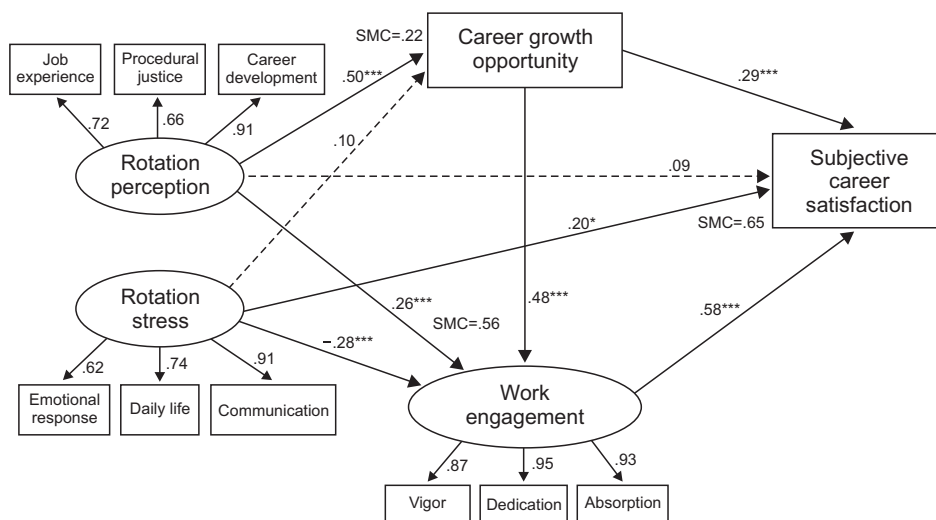 Job
experience
Procedural
justice
Career
development
SMC=.22
Career growth
opportunity
.72
.66
.91
.50***
.29***
.10
Rotation
perception
.09
Subjective
career
satisfaction
.20*
SMC=.65
Rotation
stress
.26***
.48***
SMC=.56
.58***
−.28***
.62
.74
.91
Emotional
response
Daily life
Communication
Work
engagement
.87
.95
.93
Vigor
Dedication
Absorption